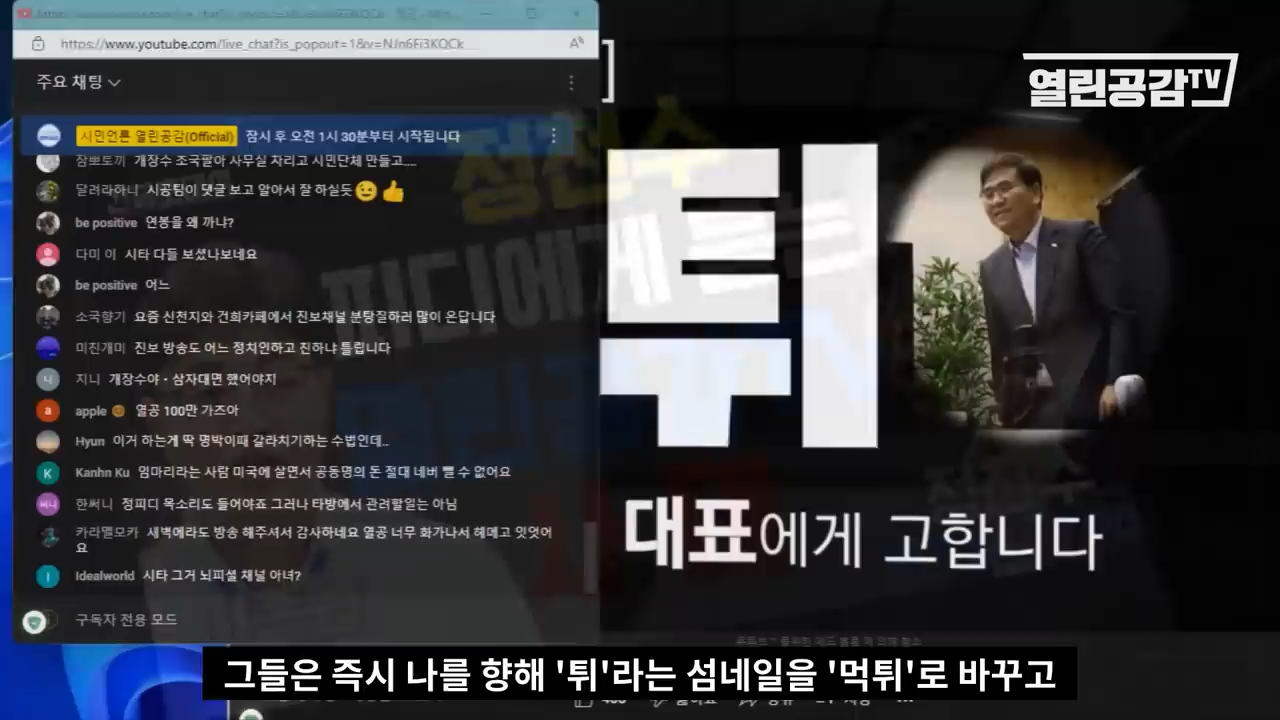 https://www.youtube.com/live_chat?is_popout=1&v=NJn6Fi3KQCk...
주요 채팅
시민언론 열린공감(Official) 잠시 후 오전 1시 30분부터 시작됩니다
잠뽀토끼 개장수 조국팔아 사무실 차리고 시민단체 만들고....
달려라하니 시공팀이 댓글 보고 알아서 잘 하실듯😉👍
be positive 연봉을 왜 까냐?
다미 이 시타 다들 보셨나보네요
be positive 어느
소국향기 요즘 신천지와 건희카페에서 진보채널 분탕질하러 많이 온답니다
미진개미 진보 방송도 어느 정치인하고 친하냐 틀립니다
지니 개장수야 · 삼자대면 했어야지
apple 😊 열공 100만 가즈아
Hyun 이거 하는게 딱 명박이때 갈라치기하는 수법인데..
Kanhn Ku 임마리라는 사람 미국에 살면서 공동명의 돈 절대 네버 뺄 수 없어요
한써니 정피디 목소리도 들어야죠 그러나 타방에서 관려할일는 아님
카라멜모카 새벽에라도 방송 해주셔서 감사하네요 열공 너무 화가나서 헤메고 잇엇어
요
Idealworld 시타 그거 뇌피셜 채널 아녀?
구독자 전용 모드
열린공감TV
]
튀
대표에게 고합니다
정천수
피디에게 묻는
그들은 즉시 나를 향해 '튀'라는 섬네일을 '먹튀'로 바꾸고